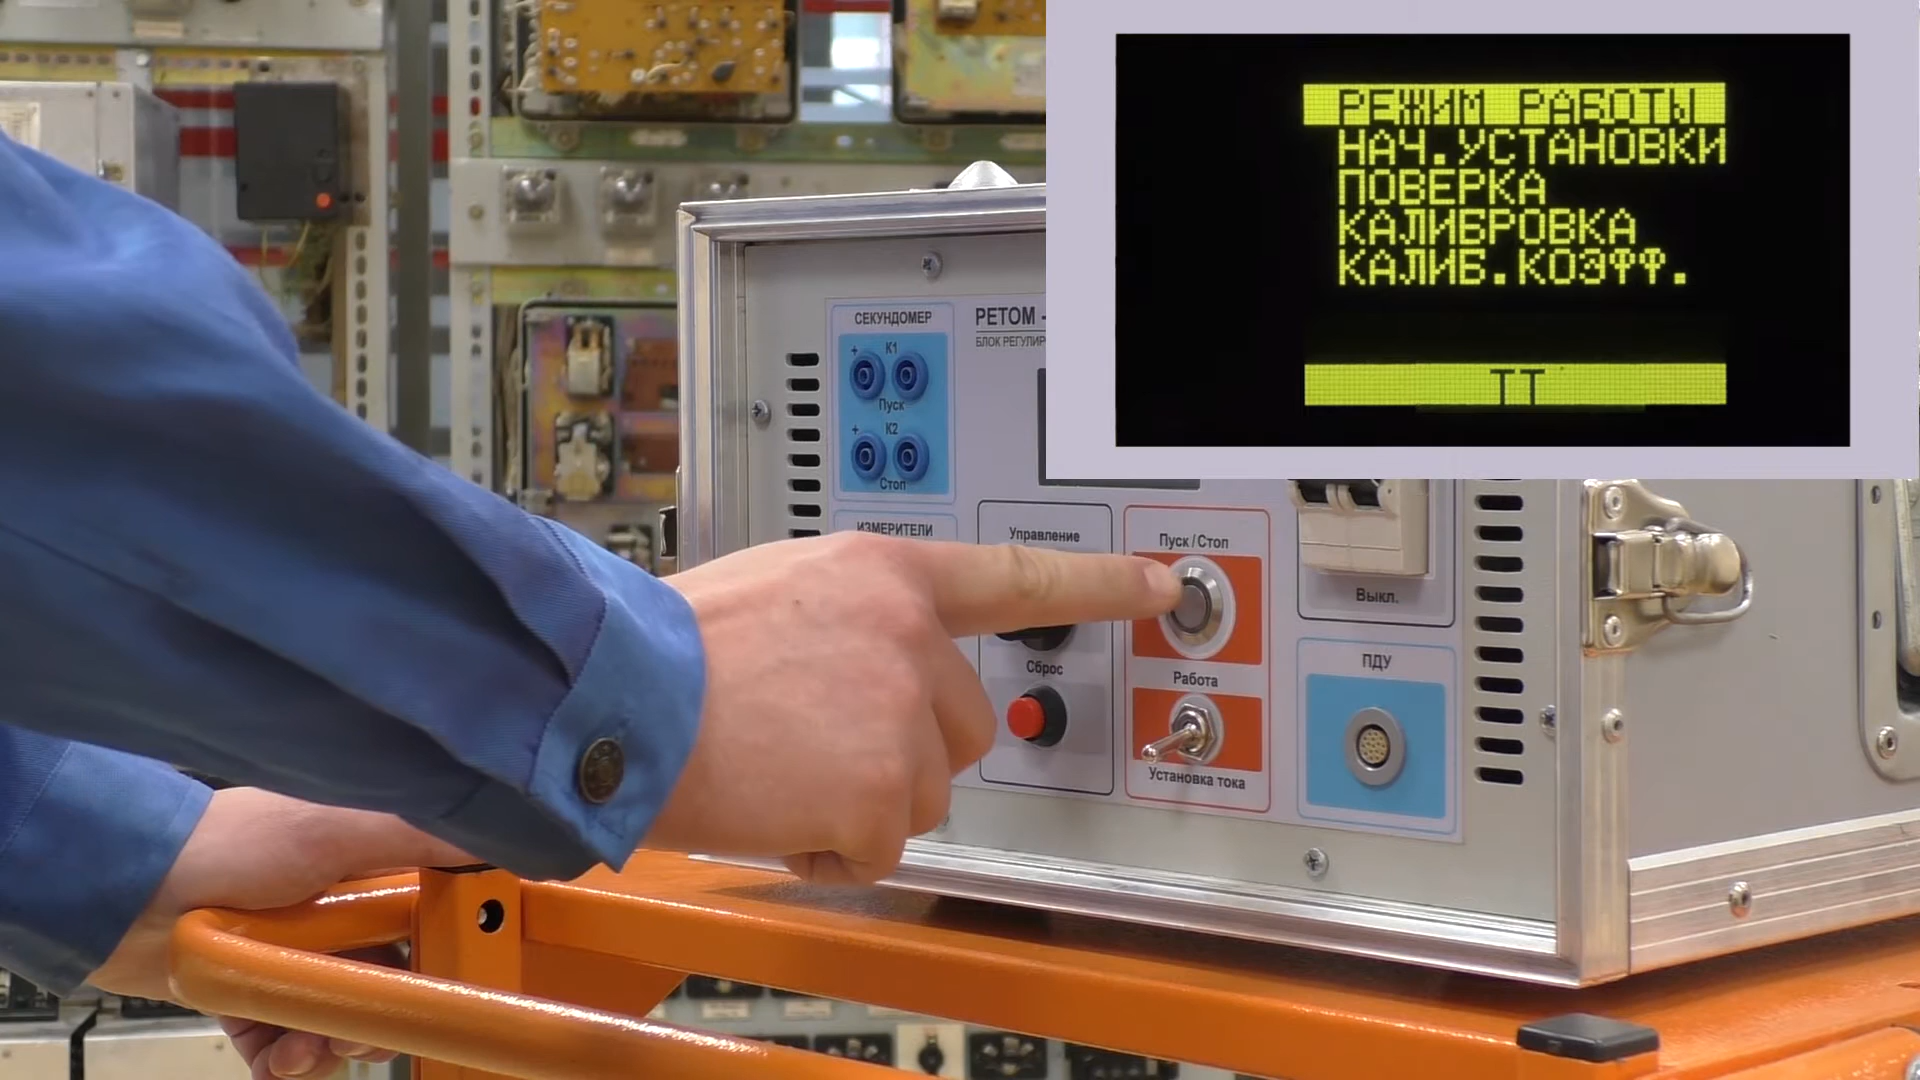 РЕЖИМ РАБОТЫ
НАЧ.УСТАНОВКИ
ПОВЕРКА
КАЛИБРОВКА
КАЛИБ.КОЭФФ.
ТТ
СЕКУНДОМЕР
РЕТОМ -
БЛОК РЕГУЛИР
+ К1
Пуск
+ К2
Стоп
ИЗМЕРИТЕЛИ
Управление
Пуск / Стоп
Выкл.
Сброс
Работа
ПДУ
Установка тока